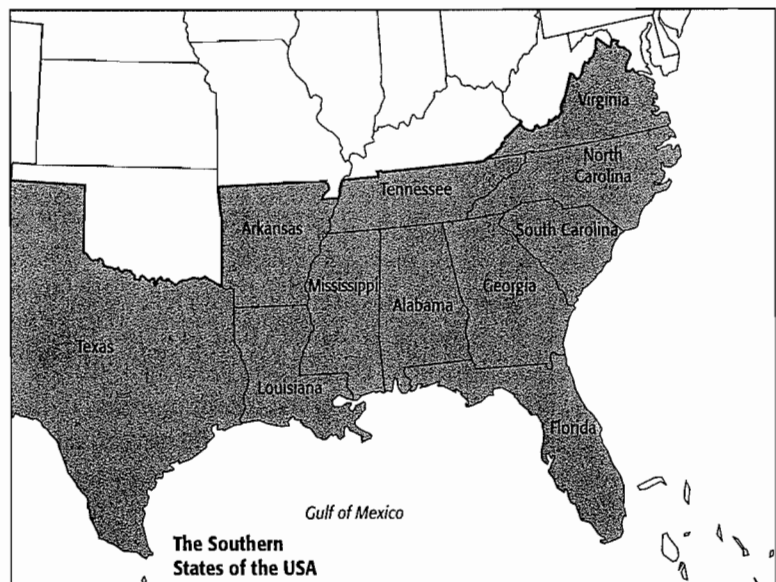 Virginia
North
Carolina
Tennessee
Arkansas
South Carolina
Mississippi
Georgia
Alabama
Texas
Louisiana
Florida
Gulf of Mexico
The Southern
States of the USA